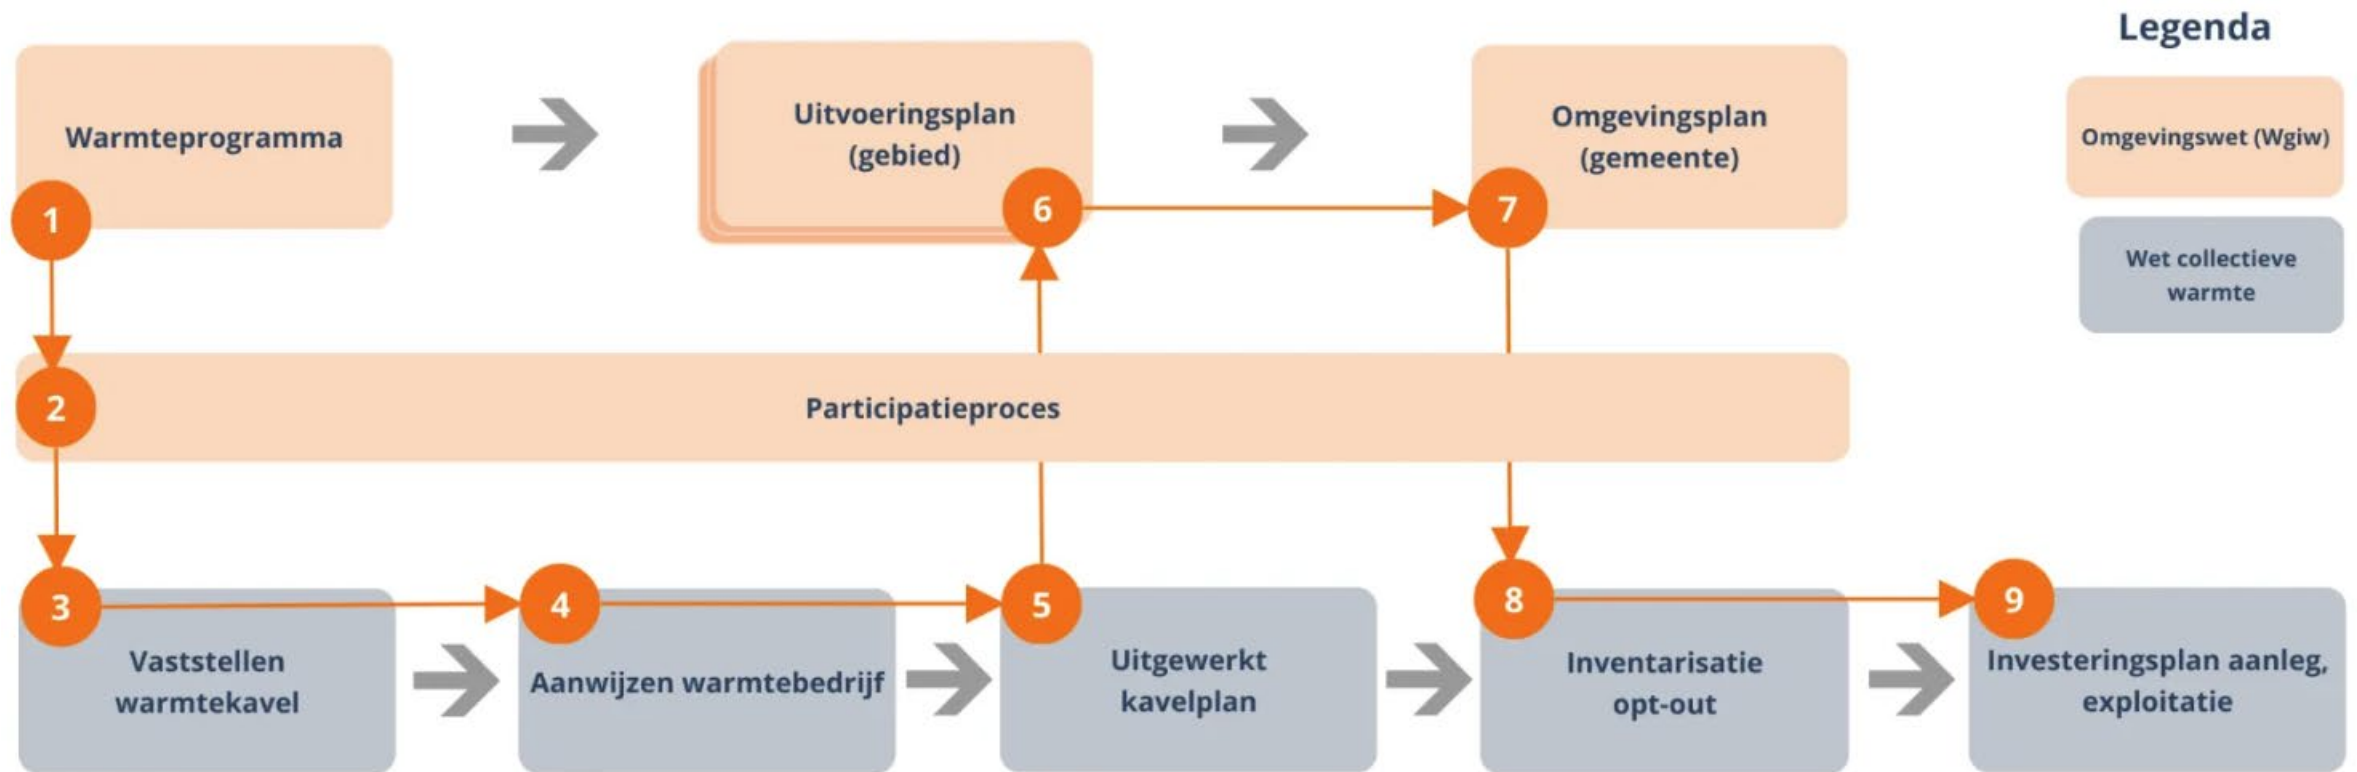 Legenda
Warmteprogramma
Uitvoeringsplan
(gebied)
Omgevingsplan
(gemeente)
Omgevingswet (Wgiw)
1
6
7
Wet collectieve
warmte
2
Participatieproces
3
4
5
8
9
Vaststellen
warmtekavel
Aanwijzen warmtebedrijf
Uitgewerkt
kavelplan
Inventarisatie
opt-out
Investeringsplan aanleg,
exploitatie